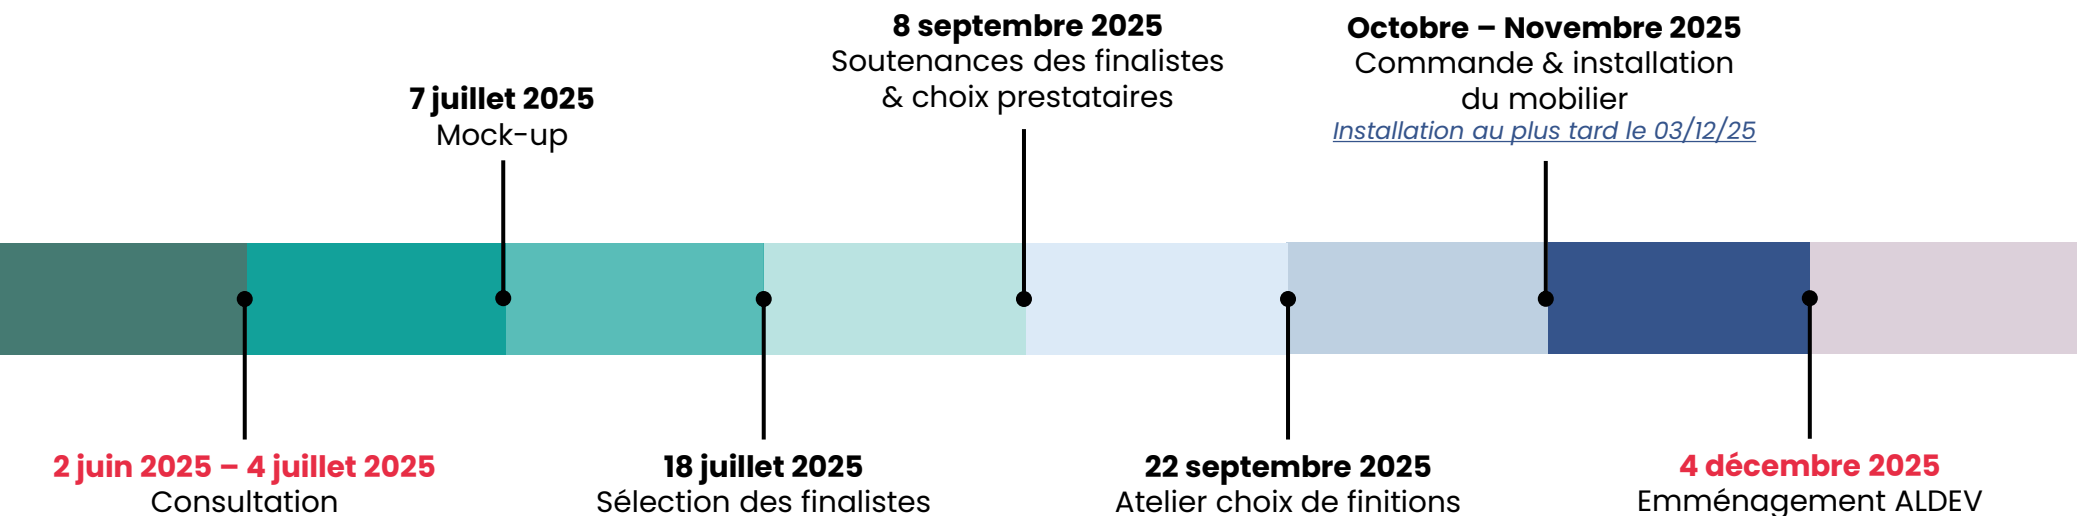 2 juin 2025 – 4 juillet 2025
Consultation
7 juillet 2025
Mock-up
18 juillet 2025
Sélection des finalistes
8 septembre 2025
Soutenances des finalistes
& choix prestataires
22 septembre 2025
Atelier choix de finitions
Octobre – Novembre 2025
Commande & installation
du mobilier
Installation au plus tard le 03/12/25
4 décembre 2025
Emménagement ALDEV